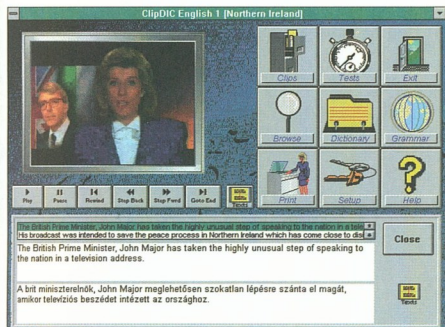 ClipDIC English 1 [Northern Ireland]
Clips
Tests
Exit
Browse
Dictionary
Grammar
Print
Setup
Help
Play
Pause
Rewind
Step Back
Step Fwrd
Goto End
Texts
The British Prime Minister, John Major has taken the highly unusual step of speaking to the nation in a tele
His broadcast was intended to save the peace process in Northern Ireland which has come close to dis
The British Prime Minister, John Major has taken the highly unusual step of speaking to
the nation in a television address.
Close
A brit miniszterelnök, John Major meglehetősen szokatlan lépésre szánta el magát,
amikor televíziós beszédet intézett az országhoz.
Texts